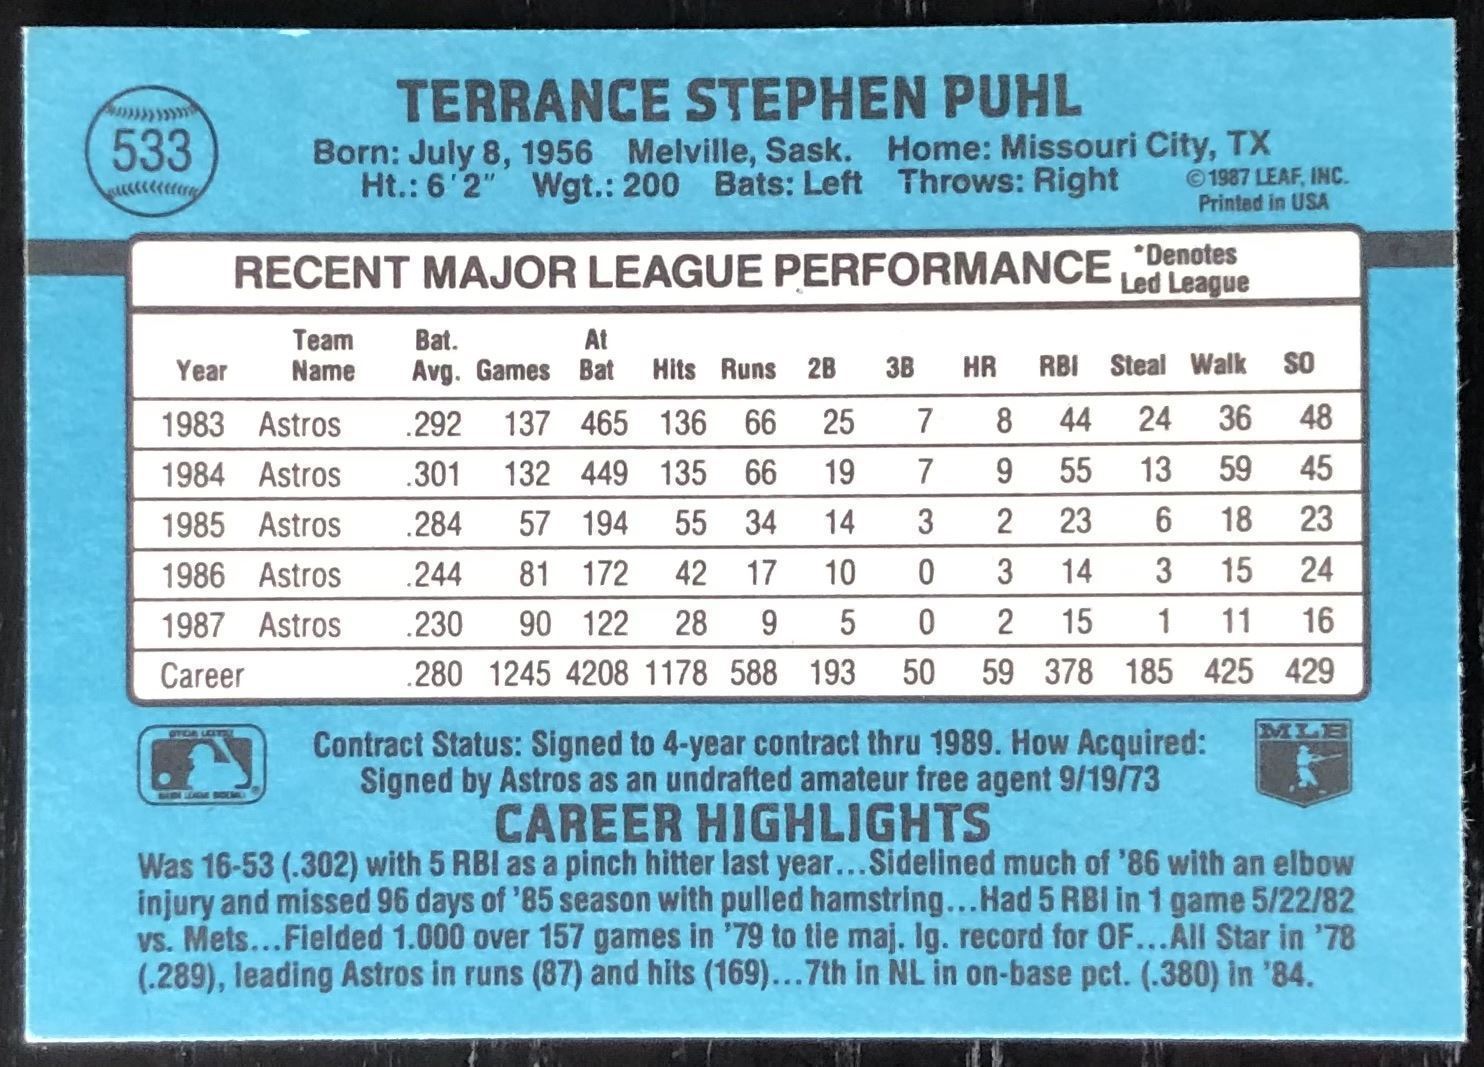 TERRANCE STEPHEN PUHL
533
Born: July 8, 1956 Melville, Sask. Home: Missouri City, TX
Ht.: 6'2" Wgt.: 200 Bats: Left Throws: Right
©1987 LEAF, INC.
Printed in USA
RECENT MAJOR LEAGUE PERFORMANCE
*Denotes
Led League
Year Team Name Bat. Avg. Games At Bat Hits Runs 2B 3B HR RBI Steal Walk SO
1983 Astros .292 137 465 136 66 25 7 8 44 24 36 48
1984 Astros .301 132 449 135 66 19 7 9 55 13 59 45
1985 Astros .284 57 194 55 34 14 3 2 23 6 18 23
1986 Astros .244 81 172 42 17 10 0 3 14 3 15 24
1987 Astros .230 90 122 28 9 5 0 2 15 1 11 16
Career .280 1245 4208 1178 588 193 50 59 378 185 425 429
Contract Status: Signed to 4-year contract thru 1989. How Acquired:
Signed by Astros as an undrafted amateur free agent 9/19/73
MLB
CAREER HIGHLIGHTS
Was 16-53 (.302) with 5 RBI as a pinch hitter last year...Sidelined much of '86 with an elbow
injury and missed 96 days of '85 season with pulled hamstring...Had 5 RBI in 1 game 5/22/82
vs. Mets...Fielded 1.000 over 157 games in '79 to tie maj. lg. record for OF...All Star in '78
(.289), leading Astros in runs (87) and hits (169)...7th in NL in on-base pct. (.380) in '84.